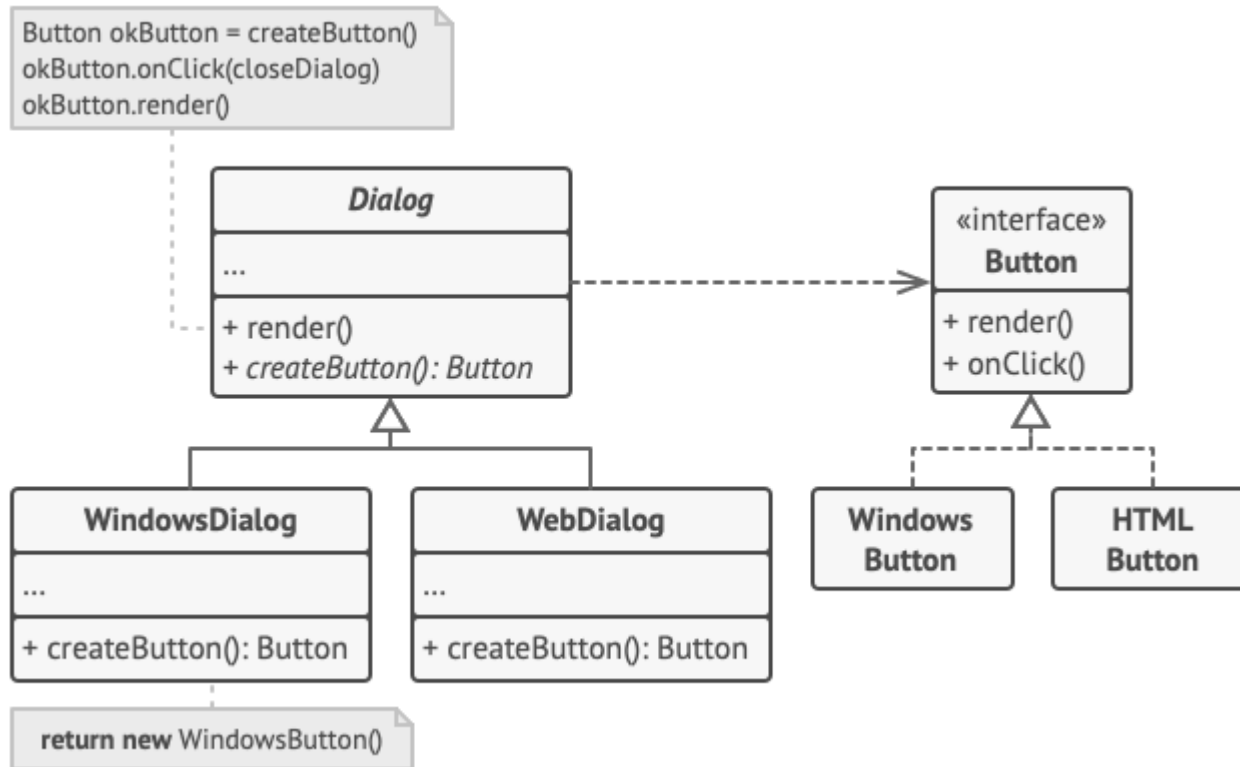 Button okButton = createButton()
okButton.onClick(closeDialog)
okButton.render()
Dialog
...
+ render()
+ createButton(): Button
«interface»
Button
+ render()
+ onClick()
WindowsDialog
...
+ createButton(): Button
WebDialog
...
+ createButton(): Button
Windows
Button
HTML
Button
return new WindowsButton()